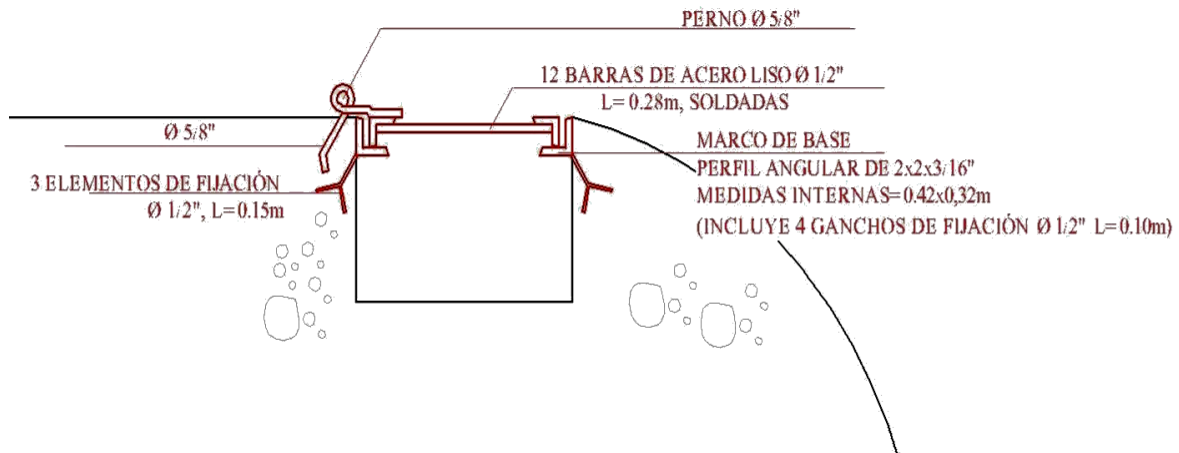 PERNO Ø 5/8"
12 BARRAS DE ACERO LISO Ø 1/2"
L= 0.28m, SOLDADAS
Ø 5/8"
MARCO DE BASE
PERFIL ANGULAR DE 2x2x3/16"
MEDIDAS INTERNAS= 0.42x0,32m
(INCLUYE 4 GANCHOS DE FIJACIÓN Ø 1/2" L= 0.10m)
3 ELEMENTOS DE FIJACIÓN
Ø 1/2", L= 0.15m